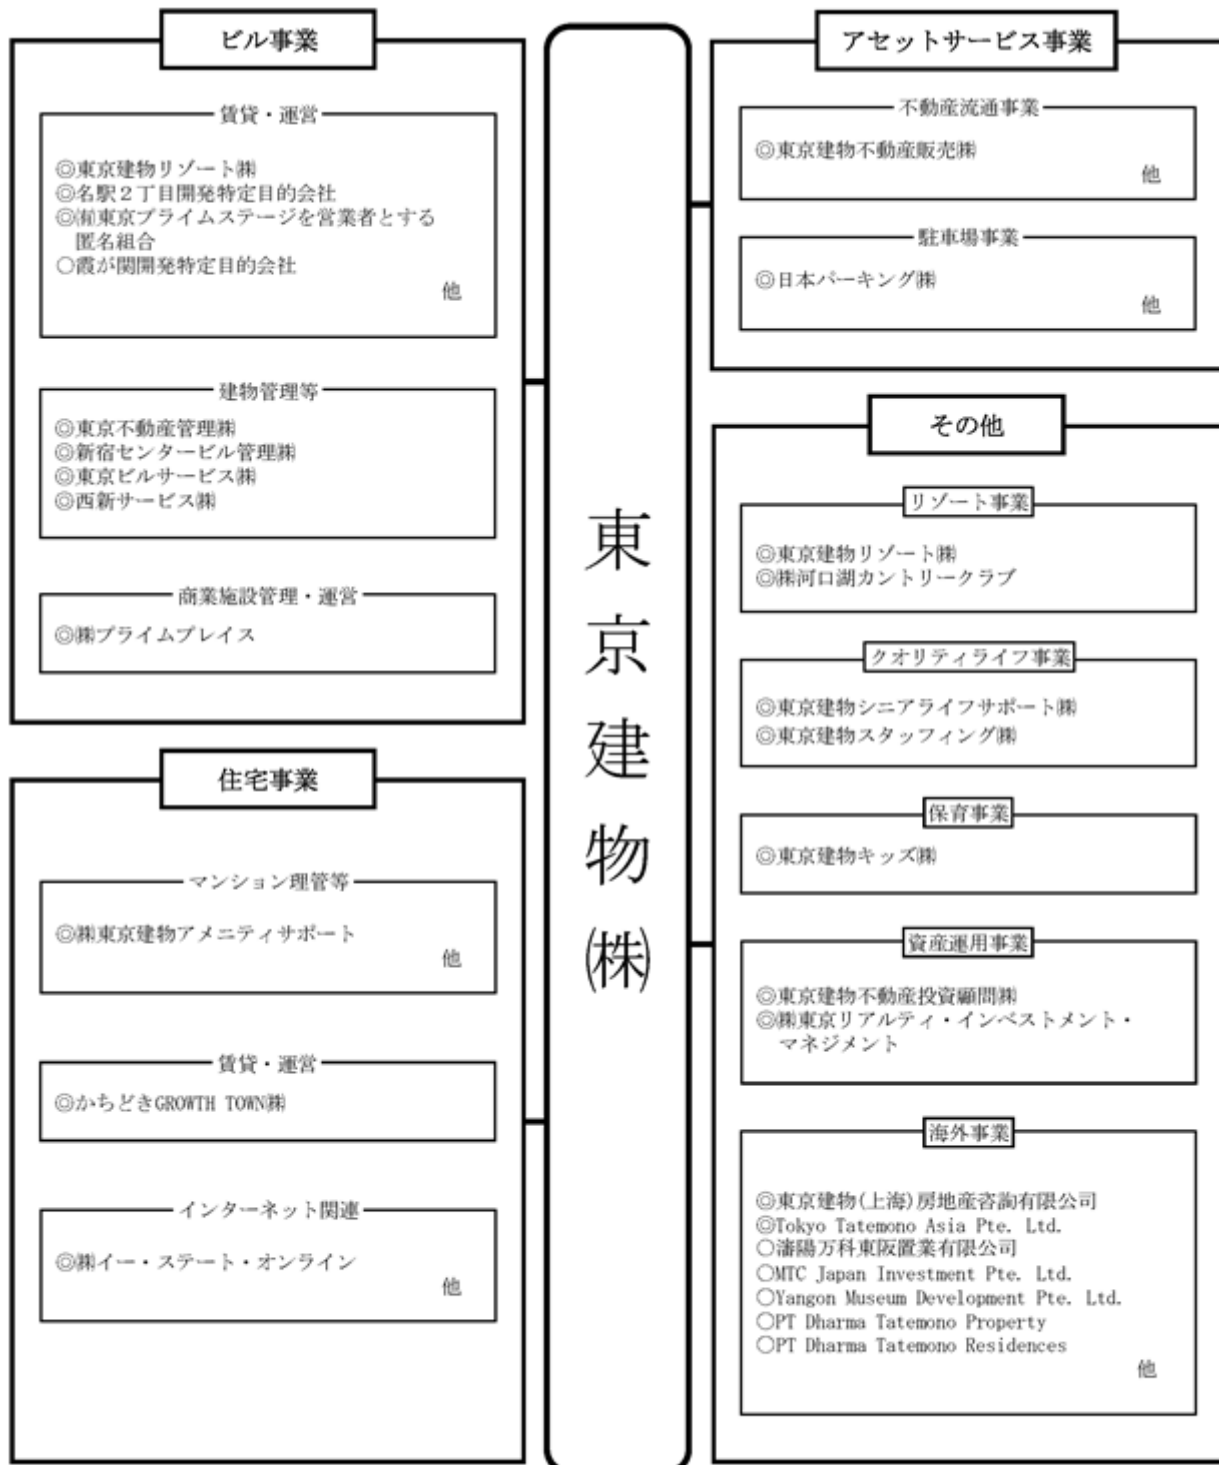 ビル事業
賃貸・運営
◎東京建物リゾート㈱
◎名駅２丁目開発特定目的会社
◎㈲東京プライムステージを営業者とする
匿名組合
○霞が関開発特定目的会社
他
建物管理等
◎東京不動産管理㈱
◎新宿センタービル管理㈱
◎東京ビルサービス㈱
◎西新サービス㈱
商業施設管理・運営
◎㈱プライムプレイス
住宅事業
マンション理管等
◎㈱東京建物アメニティサポート
他
賃貸・運営
◎かちどきGROWTH TOWN㈱
インターネット関連
◎㈱イー・ステート・オンライン
他
東京建物㈱
アセットサービス事業
不動産流通事業
◎東京建物不動産販売㈱
他
駐車場事業
◎日本パーキング㈱
他
その他
リゾート事業
◎東京建物リゾート㈱
◎㈱河口湖カントリークラブ
クオリティライフ事業
◎東京建物シニアライフサポート㈱
◎東京建物スタッフィング㈱
保育事業
◎東京建物キッズ㈱
資産運用事業
◎東京建物不動産投資顧問㈱
◎㈱東京リアルティ・インベストメント・
マネジメント
海外事業
◎東京建物(上海)房地産咨詢有限公司
◎Tokyo Tatemono Asia Pte. Ltd.
○瀋陽万科東阪置業有限公司
○MTC Japan Investment Pte. Ltd.
○Yangon Museum Development Pte. Ltd.
○PT Dharma Tatemono Property
○PT Dharma Tatemono Residences
他